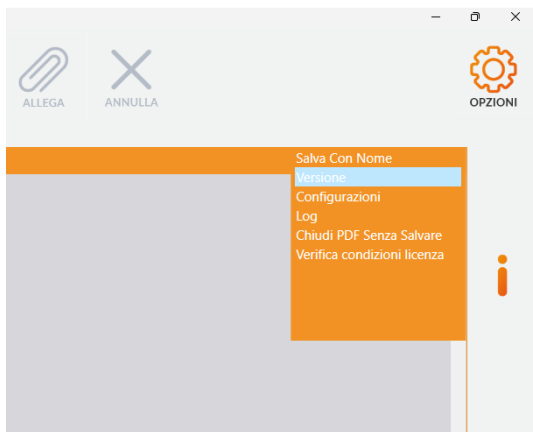 ALLEGA
ANNULLA
OPZIONI
Salva Con Nome
Versione
Configurazioni
Log
Chiudi PDF Senza Salvare
Verifica condizioni licenza